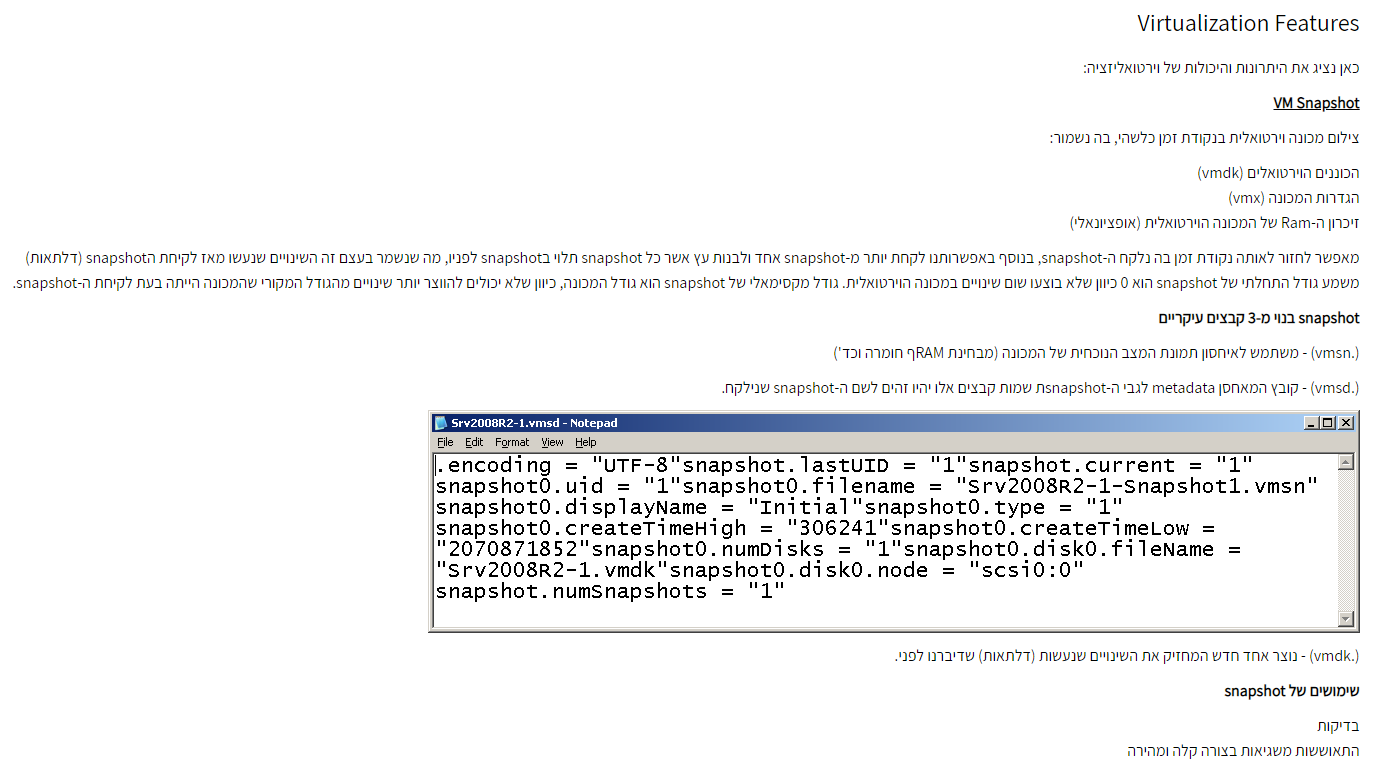 Virtualization Features
כאן נציג את היתרונות והיכולות של וירטואליזציה:
VM Snapshot
צילום מכונה וירטואלית בנקודת זמן כלשהי, בה נשמור:
הכוננים הוירטואלים (vmdk)
הגדרות המכונה (vmx)
זיכרון ה-Ram של המכונה הוירטואלית (אופציונאלי)
מאפשר לחזור לאותה נקודת זמן בה נלקח ה-snapshot, בנוסף באפשרותנו לקחת יותר מ-snapshot אחד ולבנות עץ אשר כל snapshot תלוי בsnapshot לפניו, מה שנשמר בעצם זה השינויים שנעשו מאז לקיחת הsnapshot (דלתאות)
משמע גודל התחלתי של snapshot הוא 0 כיוון שלא בוצעו שום שינויים במכונה הוירטואלית. גודל מקסימאלי של snapshot הוא גודל המכונה, כיוון שלא יכולים להווצר יותר שינויים מהגודל המקורי שהמכונה הייתה בעת לקיחת ה-snapshot.
snapshot בנוי מ-3 קבצים עיקריים
(.vmsn) - משתמש לאיחסון תמונת המצב הנוכחית של המכונה (מבחינת RAMף חומרה וכד')
(.vmsd) - קובץ המאחסן metadata לגבי ה-snapshotת שמות קבצים אלו יהיו זהים לשם ה-snapshot שנילקח.
Srv2008R2-1.vmsd - Notepad
File Edit Format View Help
.encoding = "UTF-8"snapshot.lastUID = "1"snapshot.current = "1"
snapshot0.uid = "1"snapshot0.filename = "Srv2008R2-1-Snapshot1.vmsn"
snapshot0.displayName = "Initial"snapshot0.type = "1"
snapshot0.createTimeHigh = "306241"snapshot0.createTimeLow =
"2070871852"snapshot0.numDisks = "1"snapshot0.disk0.fileName =
"Srv2008R2-1.vmdk"snapshot0.disk0.node = "scsi0:0"
snapshot.numSnapshots = "1"
(.vmdk) - נוצר אחד חדש המחזיק את השינויים שנעשות (דלתאות) שדיברנו לפני.
שימושים של snapshot
בדיקות
התאוששות משגיאות בצורה קלה ומהירה